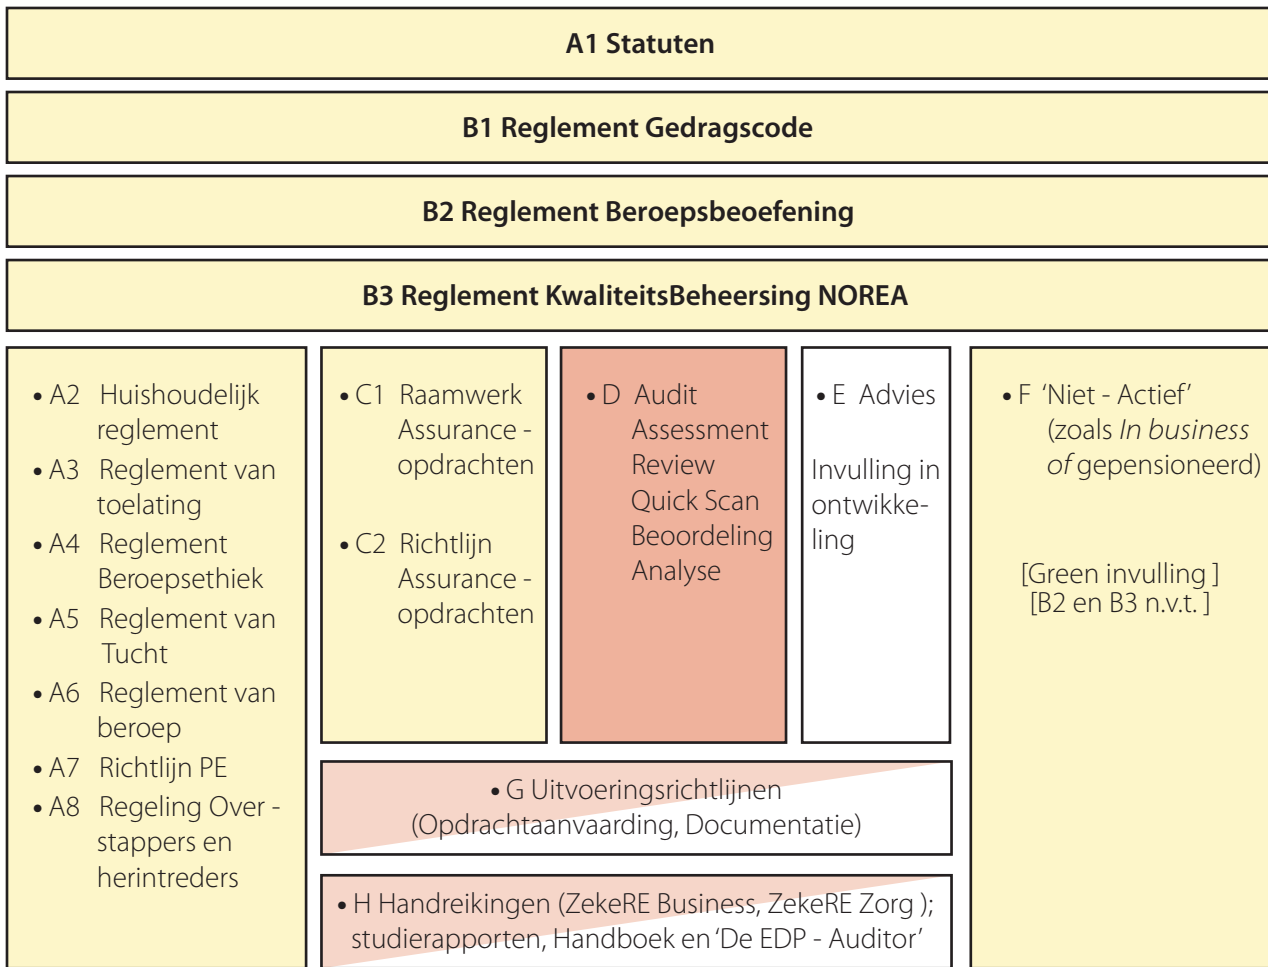 A1 Statuten
B1 Reglement Gedragscode
B2 Reglement Beroepsbeoefening
B3 Reglement KwaliteitsBeheersing NOREA
• A2 Huishoudelijk
reglement
• A3 Reglement van
toelating
• A4 Reglement
Beroepsethiek
• A5 Reglement van
Tucht
• A6 Reglement van
beroep
• A7 Richtlijn PE
• A8 Regeling Over -
stappers en
herintreders
• C1 Raamwerk
Assurance -
opdrachten
• C2 Richtlijn
Assurance -
opdrachten
• D Audit
Assessment
Review
Quick Scan
Beoordeling
Analyse
• E Advies
Invulling in
ontwikke-
ling
• F ‘Niet - Actief’
(zoals In business
of gepensioneerd)
[Green invulling ]
[B2 en B3 n.v.t. ]
• G Uitvoeringsrichtlijnen
(Opdrachtaanvaarding, Documentatie)
• H Handreikingen (ZekeRE Business, ZekeRE Zorg );
studierapporten, Handboek en ‘De EDP - Auditor’